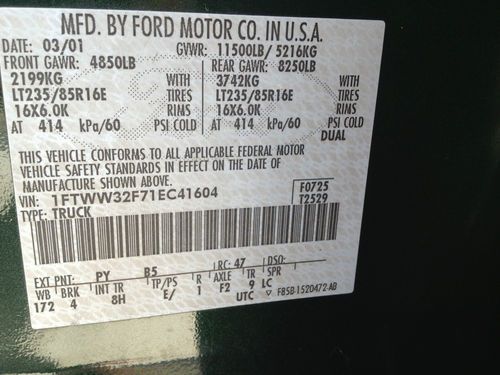 MFD. BY FORD MOTOR CO. IN U.S.A.
DATE: 03/01 GVWR: 11500LB/ 5216KG
FRONT GAWR: 4850LB REAR GAWR: 8250LB
2199KG WITH 3742KG WITH
LT235/85R16E TIRES LT235/85R16E TIRES
16X6.0K RIMS 16X6.0K RIMS
AT 414 kPa/60 PSI COLD AT 414 kPa/60 PSI COLD
DUAL
THIS VEHICLE CONFORMS TO ALL APPLICABLE FEDERAL MOTOR
VEHICLE SAFETY STANDARDS IN EFFECT ON THE DATE OF
MANUFACTURE SHOWN ABOVE.
VIN: 1FTWW32F71EC41604 F0725
TYPE: TRUCK T2529
EXT PNT: PY B5 RC: 47 DSO:
WB BRK INT TR TP/PS R AXLE TR SPR
172 4 8H E/ 1 F2 9 LC
UTC F85B-1520472-AB